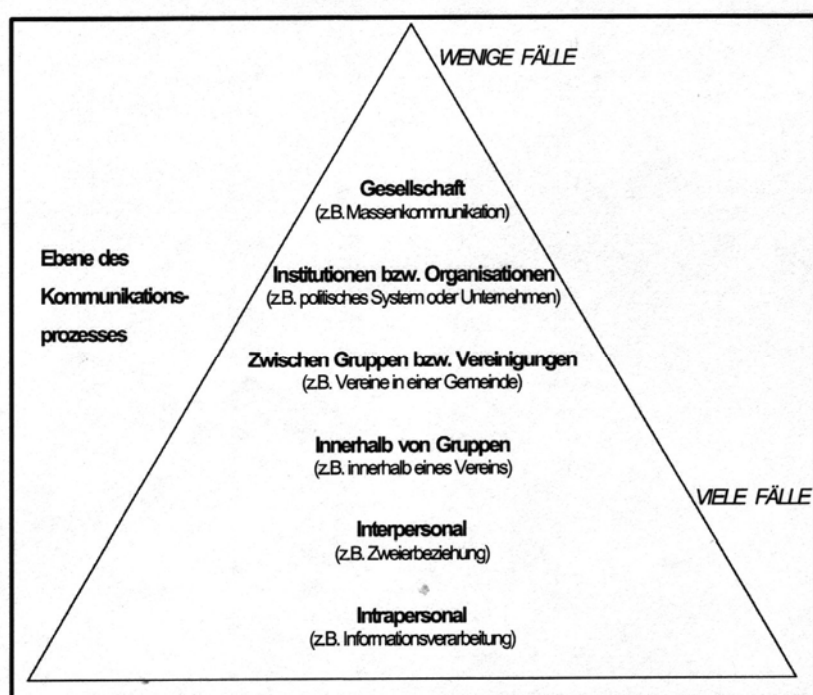 WENIGE FÄLLE
Gesellschaft
(z.B. Massenkommunikation)
Ebene des
Kommunikations-
prozesses
Institutionen bzw. Organisationen
(z.B. politisches System oder Unternehmen)
Zwischen Gruppen bzw. Vereinigungen
(z.B. Vereine in einer Gemeinde)
Innerhalb von Gruppen
(z.B. innerhalb eines Vereins)
VIELE FÄLLE
Interpersonal
(z.B. Zweierbeziehung)
Intrapersonal
(z.B. Informationsverarbeitung)